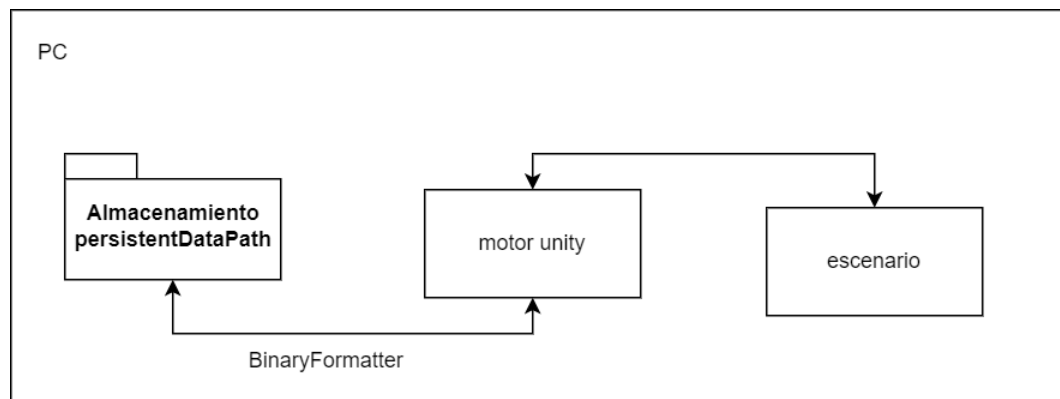 PC
Almacenamiento
persistentDataPath
motor unity
escenario
BinaryFormatter